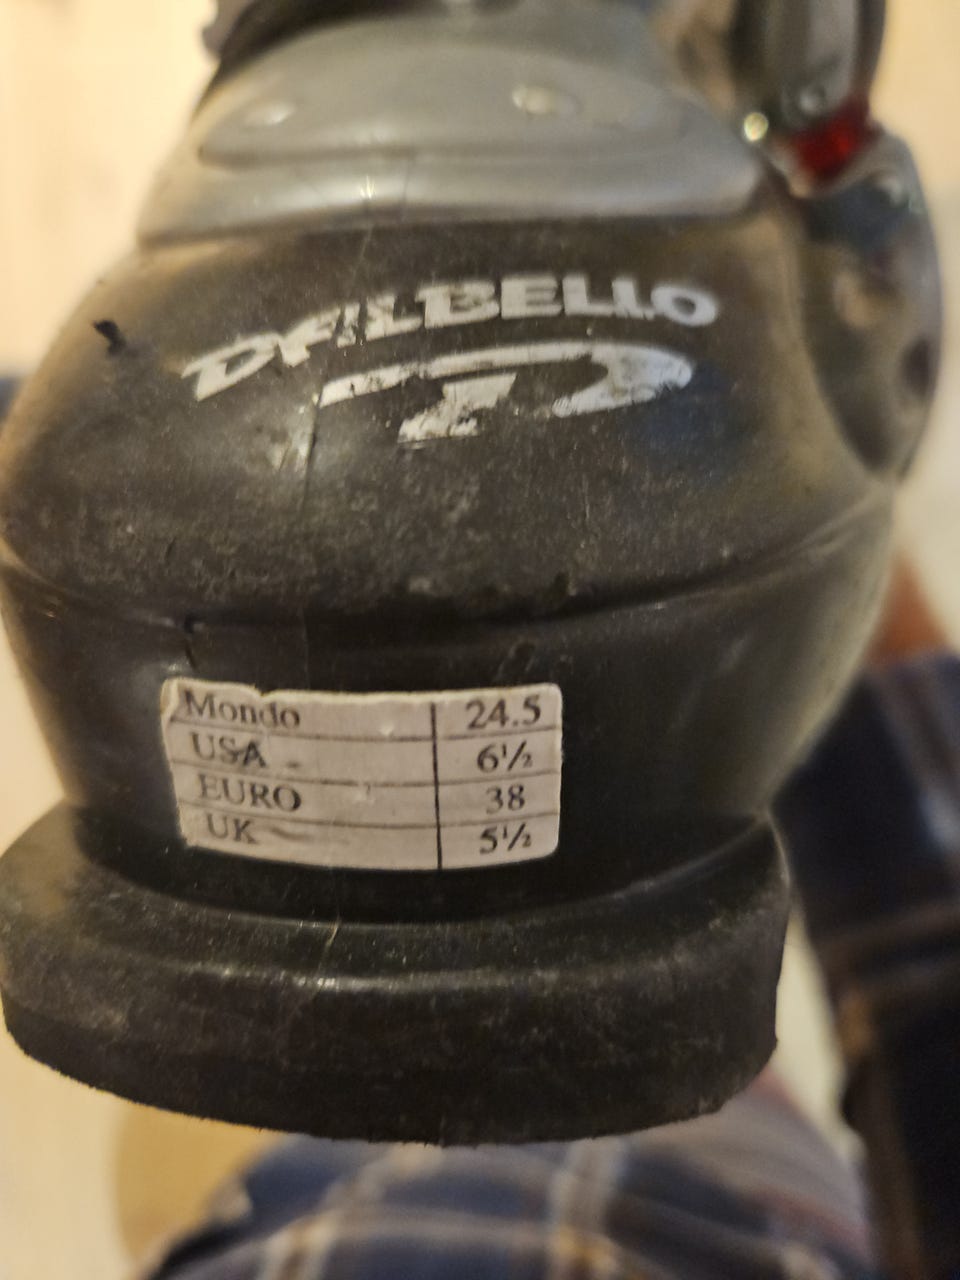 DALBELLO
Mondo 24.5
USA 6½
EURO 38
UK 5½